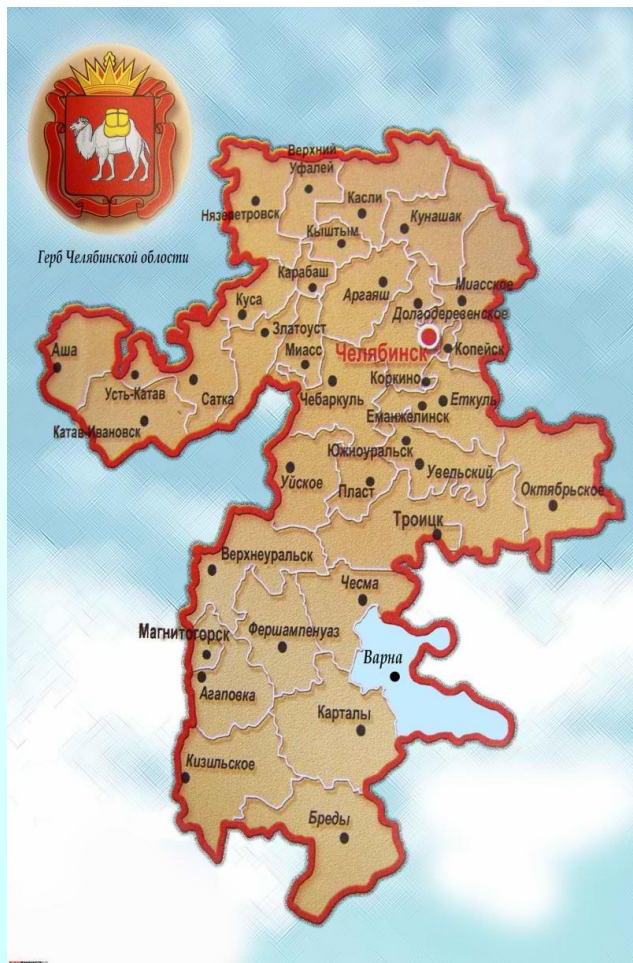 Герб Челябинской облости
Верхний
Уфалей
Касли
Нязепетровск
Кунашак
Кыштым
Карабаш
Аргаяш
Миасское
Куса
Долгодеревенское
Златоуст
Аша
Миасс
Челябинск
Копейск
Усть-Катав
Сатка
Чебаркуль
Коркино
Еткуль
Еманжелинск
Катав-Ивановск
Южноуральск
Уйское
Увельский
Пласт
Октябрьское
Троицк
Верхнеуральск
Чесма
Магнитогорск
Фершампенуаз
Варна
Агаповка
Карталы
Кизильское
Бреды